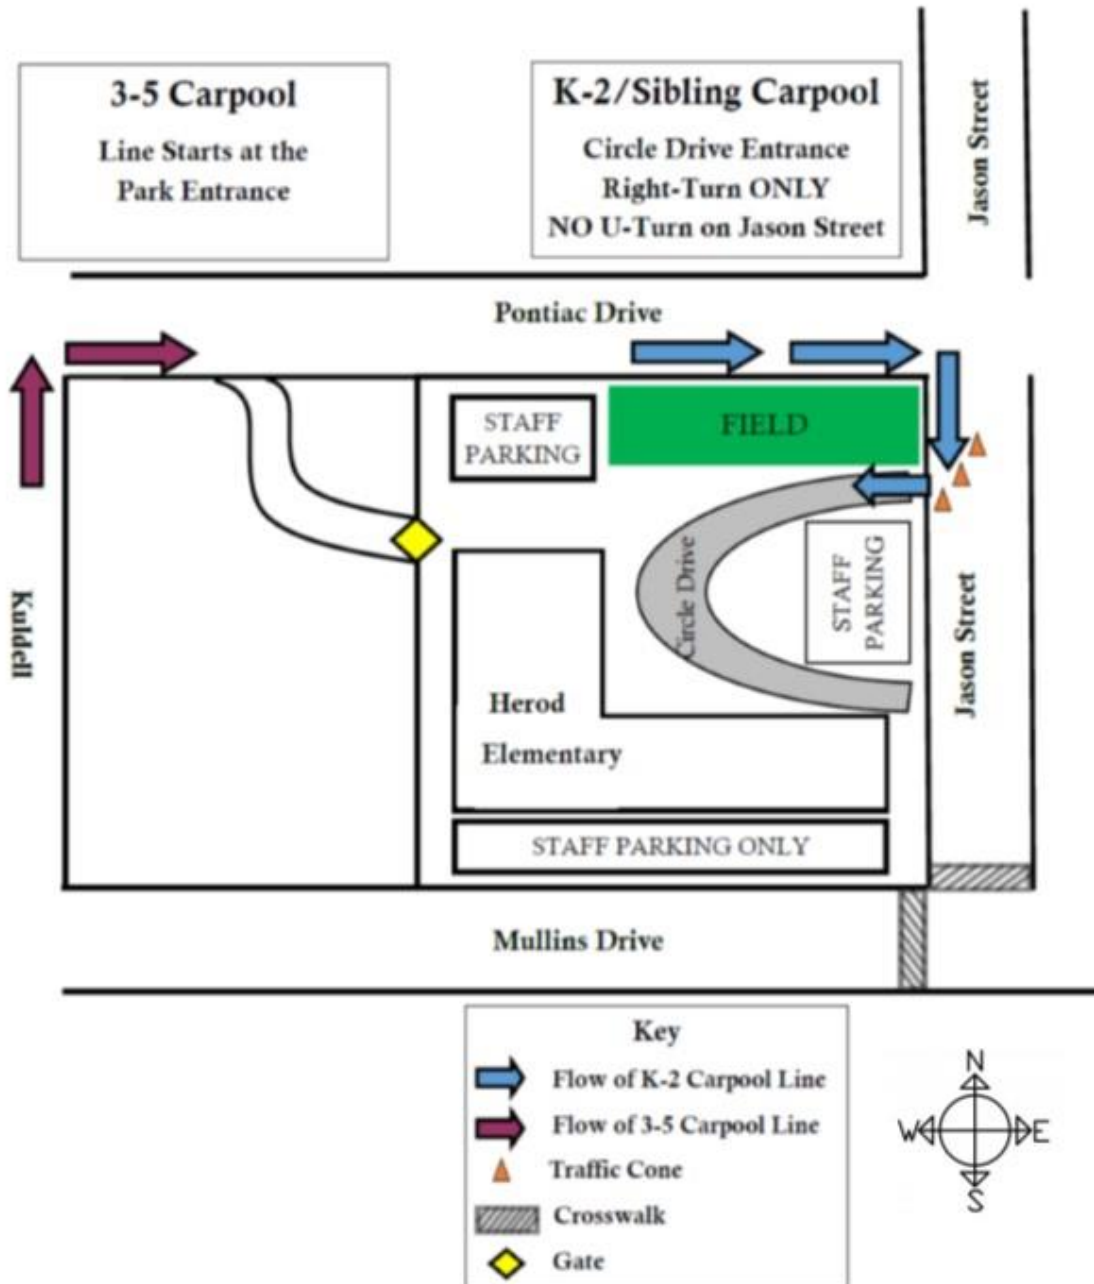 3-5 Carpool
Line Starts at the
Park Entrance
K-2/Sibling Carpool
Circle Drive Entrance
Right-Turn ONLY
NO U-Turn on Jason Street
Jason Street
Pontiac Drive
STAFF
PARKING
FIELD
Circle Drive
STAFF
PARKING
Kuldell
Jason Street
Herod
Elementary
STAFF PARKING ONLY
Mullins Drive
Key
Flow of K-2 Carpool Line
Flow of 3-5 Carpool Line
Traffic Cone
Crosswalk
Gate
N
W
E
S